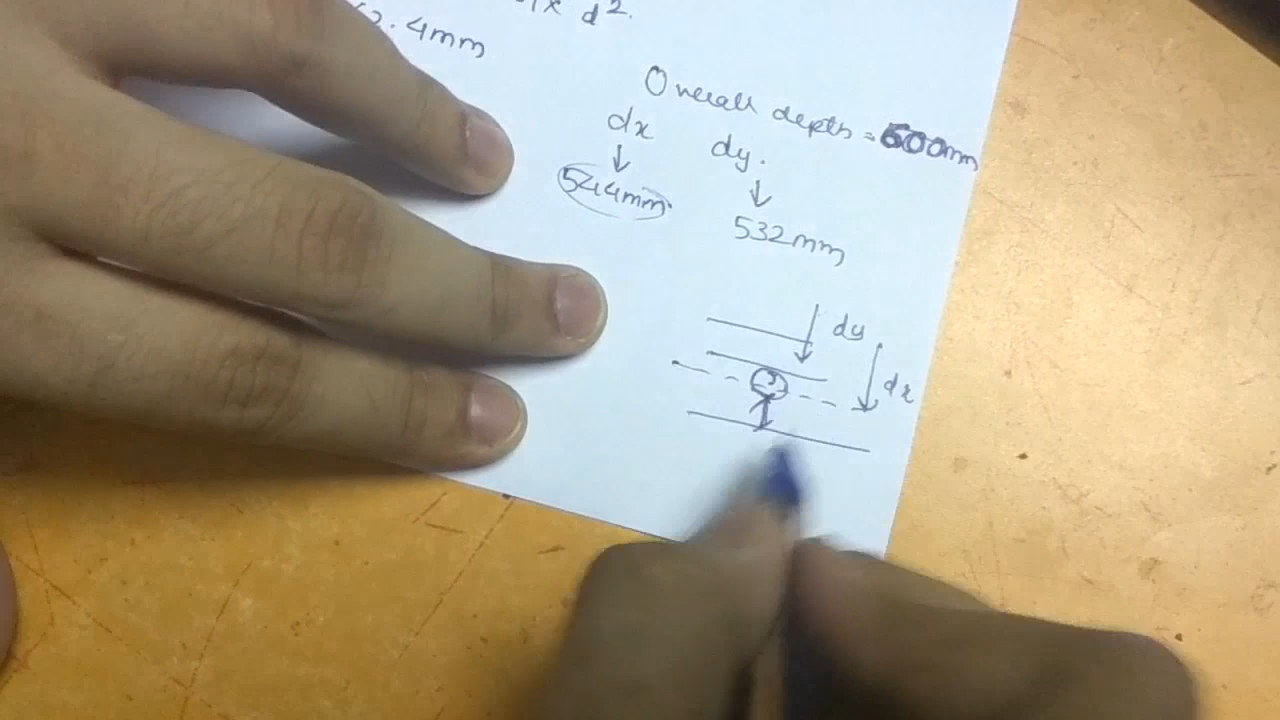 d².
.4mm
Overall depth = 600mm
dx dy.
↓ ↓
544mm 532mm
dy
dx